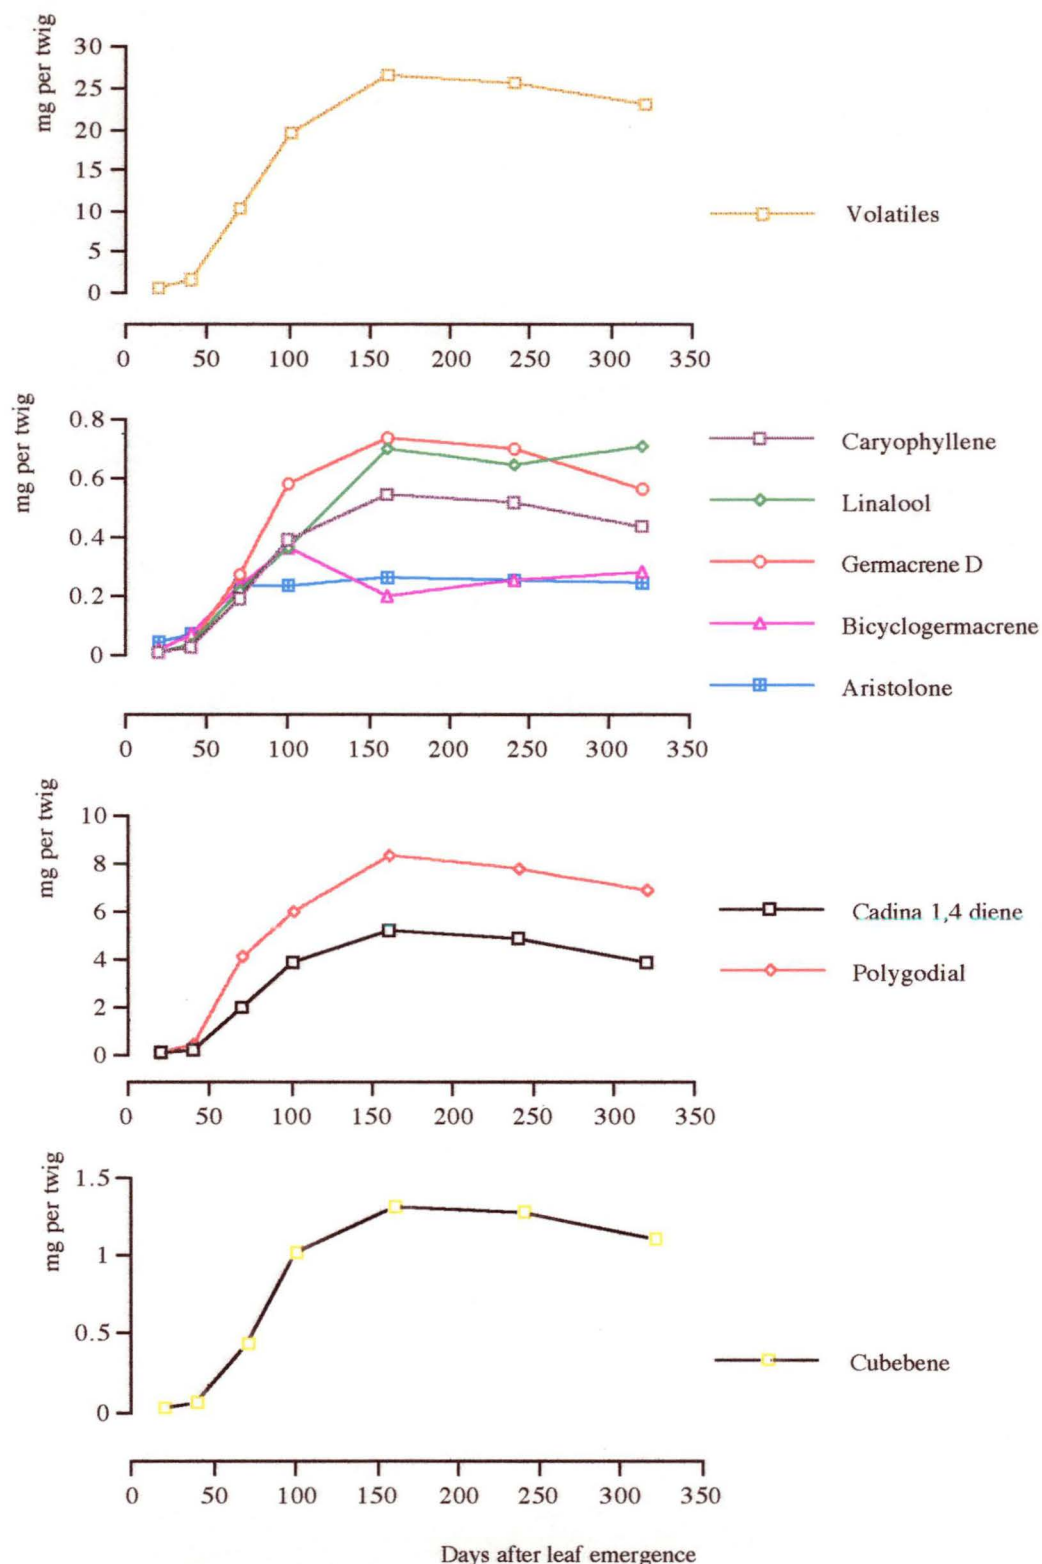 mg per twig
30
25
20
15
10
5
0
Volatiles
0 50 100 150 200 250 300 350
mg per twig
0.8
0.6
0.4
0.2
0
Caryophyllene
Linalool
Germacrene D
Bicyclogermacrene
Aristolone
0 50 100 150 200 250 300 350
mg per twig
10
8
6
4
2
0
Cadina 1,4 diene
Polygodial
0 50 100 150 200 250 300 350
mg per twig
1.5
1
0.5
0
Cubebene
0 50 100 150 200 250 300 350
Days after leaf emergence